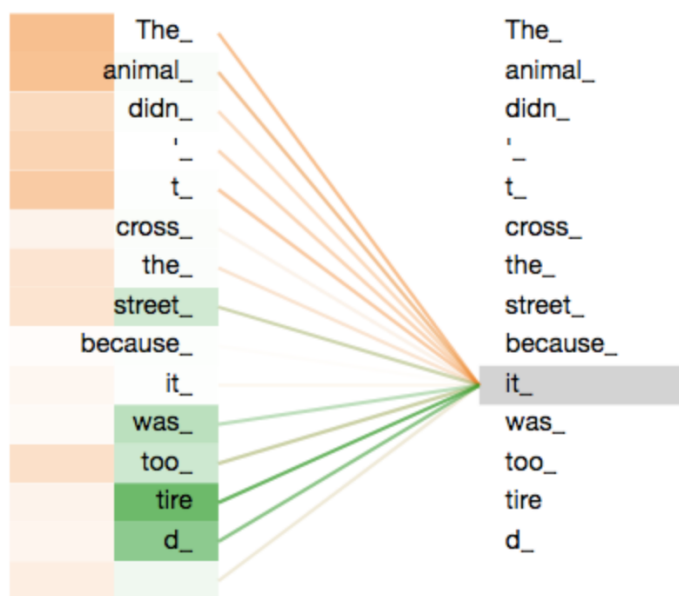 The_ The_
animal_ animal_
didn_ didn_
'_ '_
t_ t_
cross_ cross_
the_ the_
street_ street_
because_ because_
it_ it_
was_ was_
too_ too_
tire tire
d_ d_